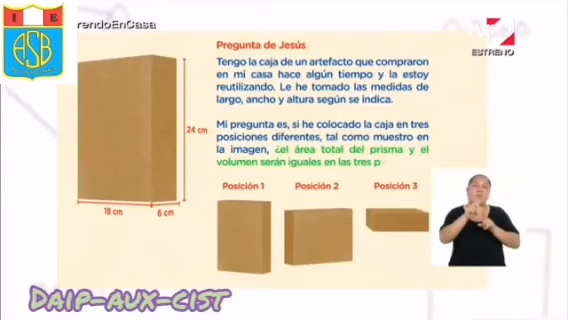 I E
ASB
rendoEnCasa
ESTRENO
Pregunta de Jesús
Tengo la caja de un artefacto que compraron
en mi casa hace algún tiempo y la estoy
reutilizando. Le he tomado las medidas de
largo, ancho y altura según se indica.
Mi pregunta es, si he colocado la caja en tres
posiciones diferentes, tal como muestro en
la imagen, ¿el área total del prisma y el
volumen serán iguales en las tres p
24 cm
18 cm
6 cm
Posición 1
Posición 2
Posición 3
DAIP-AUX-CIST